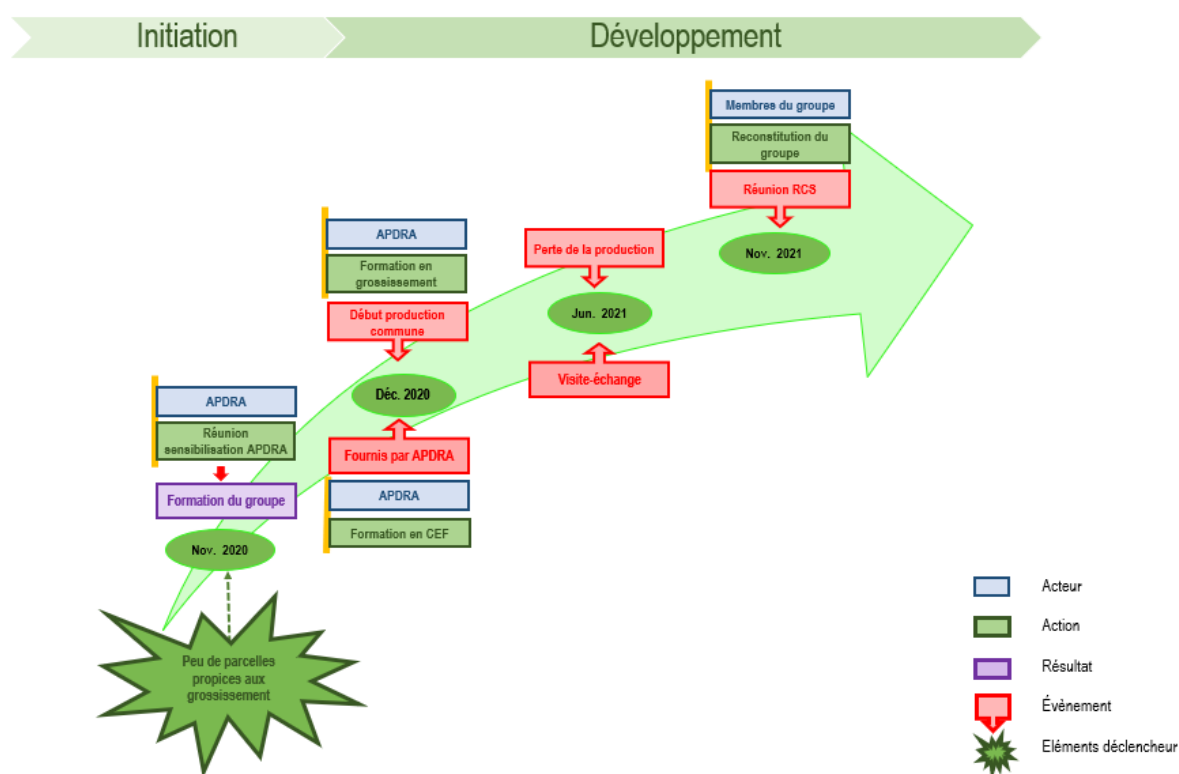 Initiation
Développement
Membres du groupe
Reconstitution du
groupe
Réunion RCS
Nov. 2021
APDRA
Formation en
grossissement
Début production
commune
Perte de la production
Jun. 2021
Visite-échange
Déc. 2020
Fournis par APDRA
APDRA
Formation en CEF
APDRA
Réunion
sensibilisation APDRA
Formation du groupe
Nov. 2020
Peu de parcelles
propices aux
grossissement
Acteur
Action
Résultat
Évènement
Eléments déclencheur